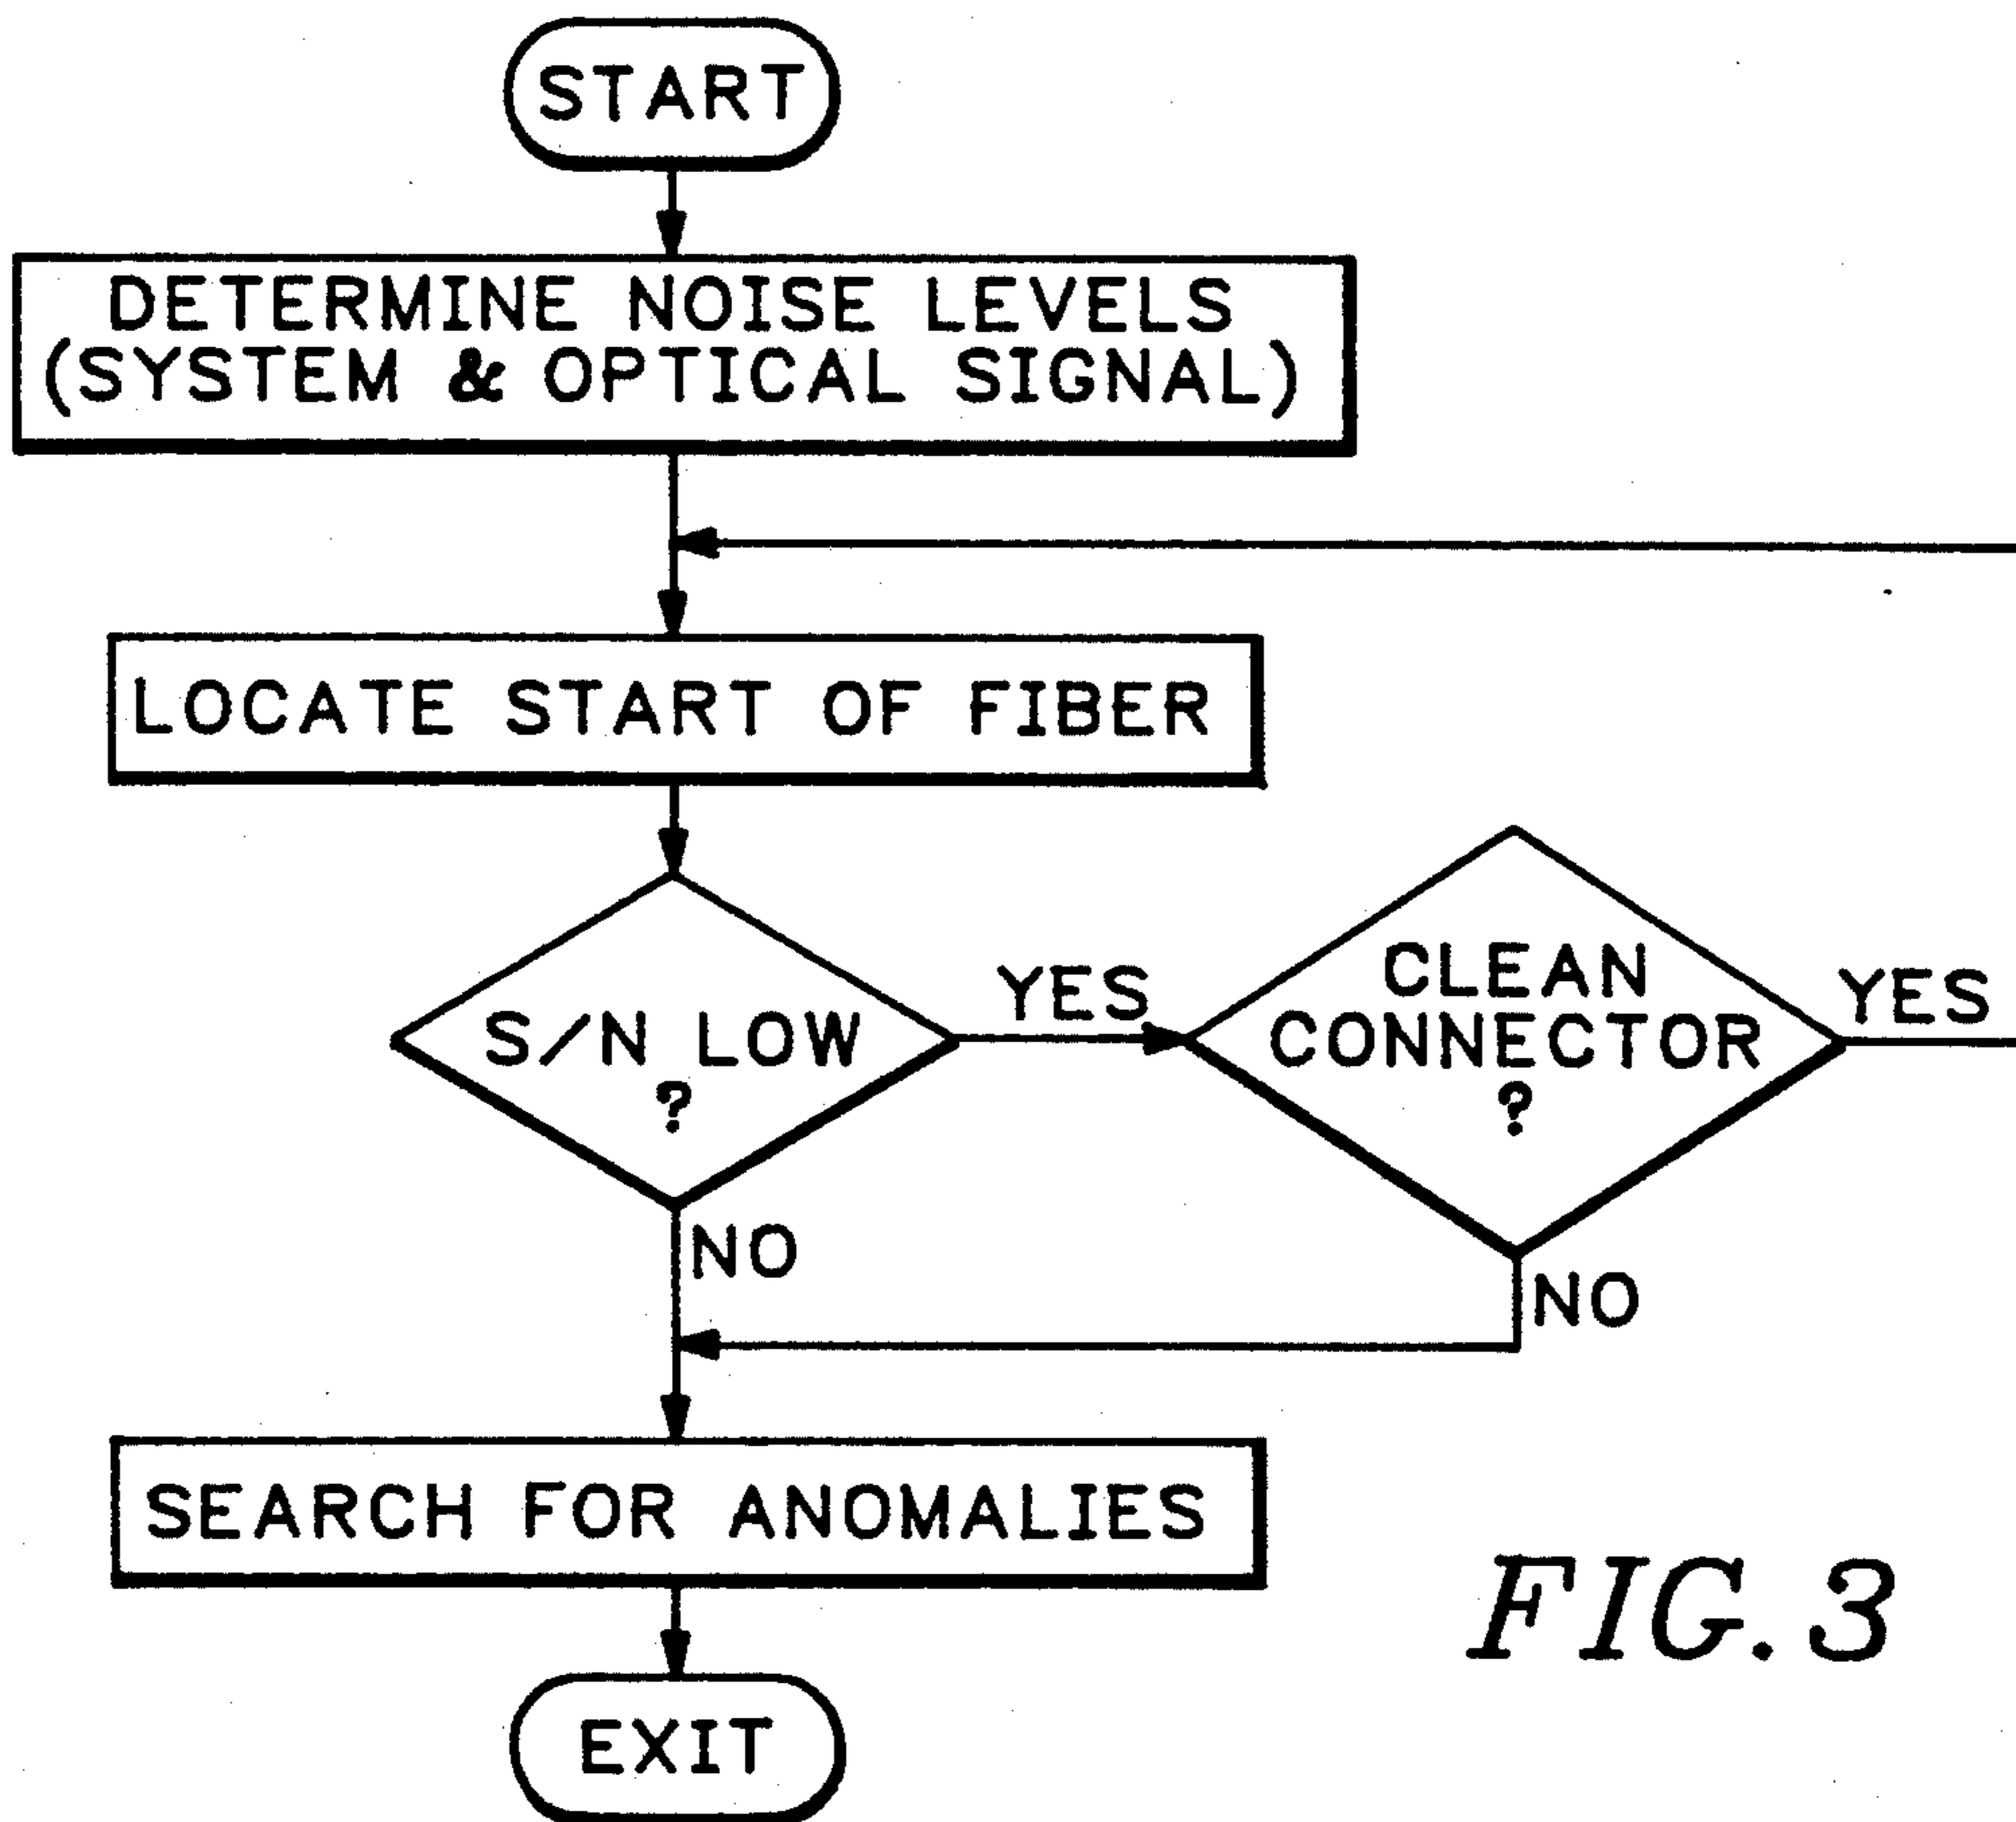 START
DETERMINE NOISE LEVELS
(SYSTEM & OPTICAL SIGNAL)
LOCATE START OF FIBER
S/N LOW
?
YES
CLEAN
CONNECTOR
?
YES
NO
NO
SEARCH FOR ANOMALIES
EXIT
FIG. 3